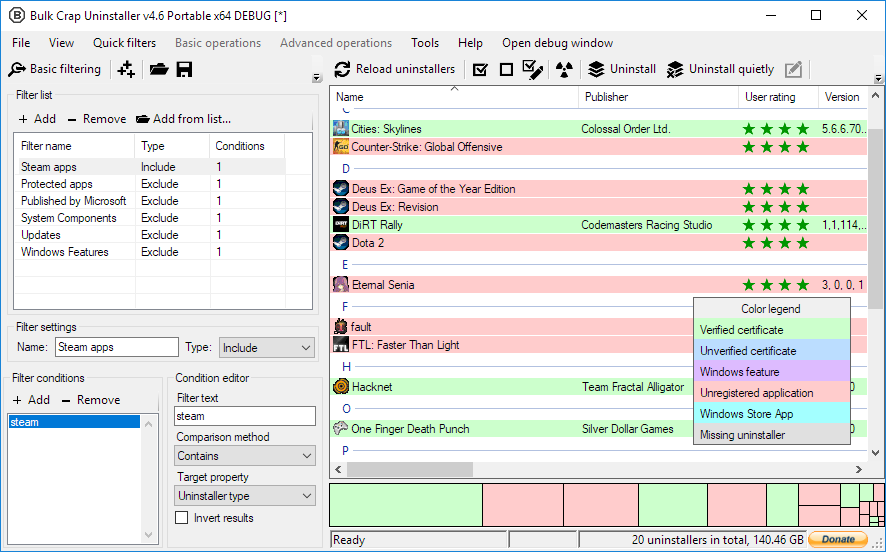 Bulk Crap Uninstaller v4.6 Portable x64 DEBUG [*]
File View Quick filters Basic operations Advanced operations Tools Help Open debug window
Basic filtering
Reload uninstallers Uninstall Uninstall quietly
Filter list
Add Remove Add from list...
Filter name Type Conditions
Steam apps Include 1
Protected apps Exclude 1
Published by Microsoft Exclude 1
System Components Exclude 1
Updates Exclude 1
Windows Features Exclude 1
Filter settings
Name: Steam apps Type: Include
Filter conditions
Add Remove
steam
Condition editor
Filter text
steam
Comparison method
Contains
Target property
Uninstaller type
Invert results
Name Publisher User rating Version
C
Cities: Skylines Colossal Order Ltd. 5.6.6.70...
Counter-Strike: Global Offensive
D
Deus Ex: Game of the Year Edition
Deus Ex: Revision
DiRT Rally Codemasters Racing Studio 1,1,114,...
Dota 2
E
Eternal Senia 3, 0, 0, 1
F
fault
FTL: Faster Than Light
H
Hacknet Team Fractal Alligator 0
O
One Finger Death Punch Silver Dollar Games 0
P
Color legend
Verified certificate
Unverified certificate
Windows feature
Unregistered application
Windows Store App
Missing uninstaller
Ready 20 uninstallers in total, 140.46 GB Donate